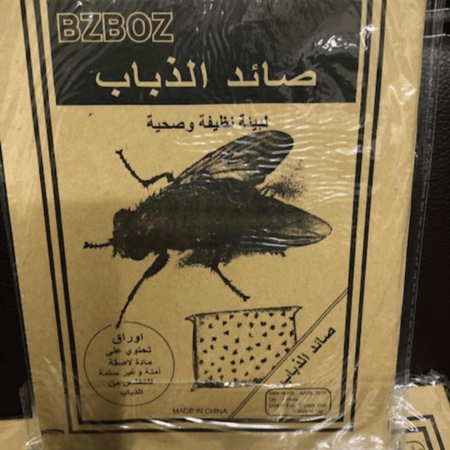 BZBOZ
صائد الذباب
لبيئة نظيفة وصحية
اوراق
تحتوي على
مادة لاصقة
آمنة وغير سامة
للتخلص من
الذباب
صائد الذباب
MADE IN CHINA